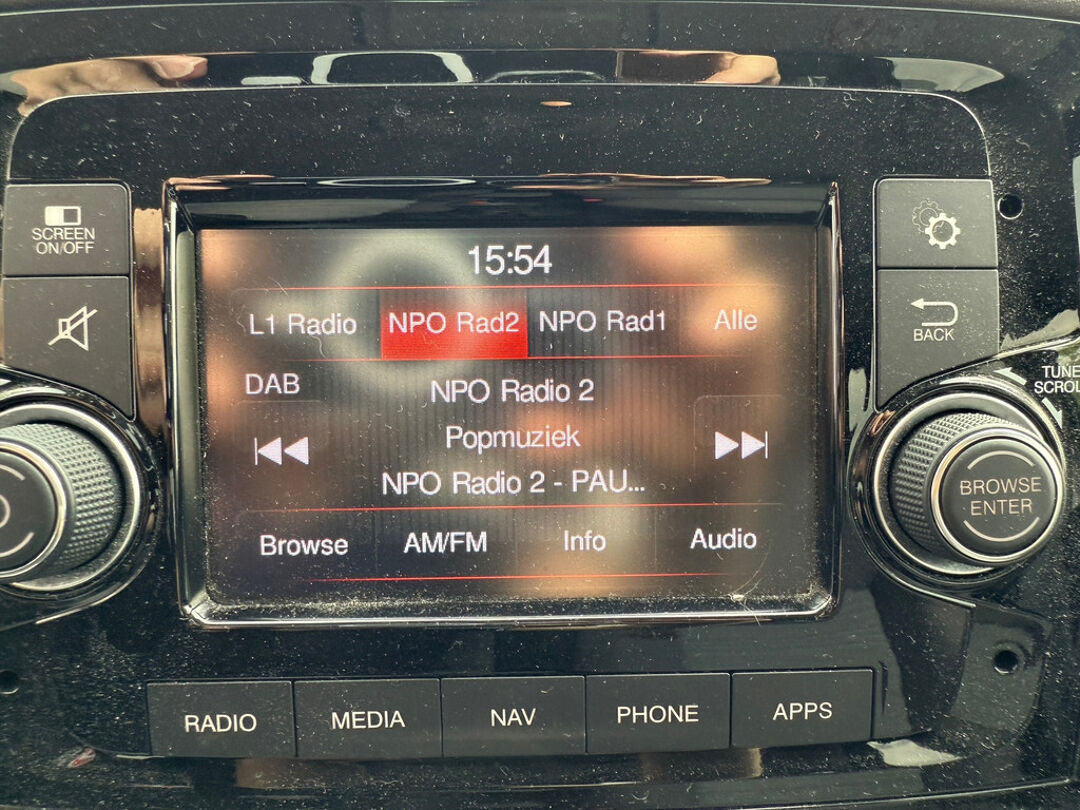 SCREEN
ON/OFF
15:54
L1 Radio NPO Rad2 NPO Rad1 Alle
DAB
NPO Radio 2
Popmuziek
NPO Radio 2 - PAU...
Browse AM/FM Info Audio
BACK
TUNE
BROWSE
ENTER
RADIO MEDIA NAV PHONE APPS